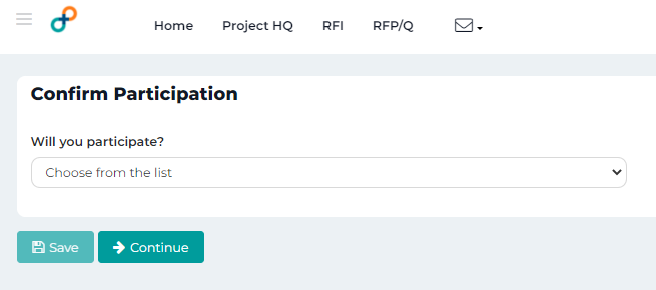 Home Project HQ RFI RFP/Q
Confirm Participation
Will you participate?
Choose from the list
Save Continue